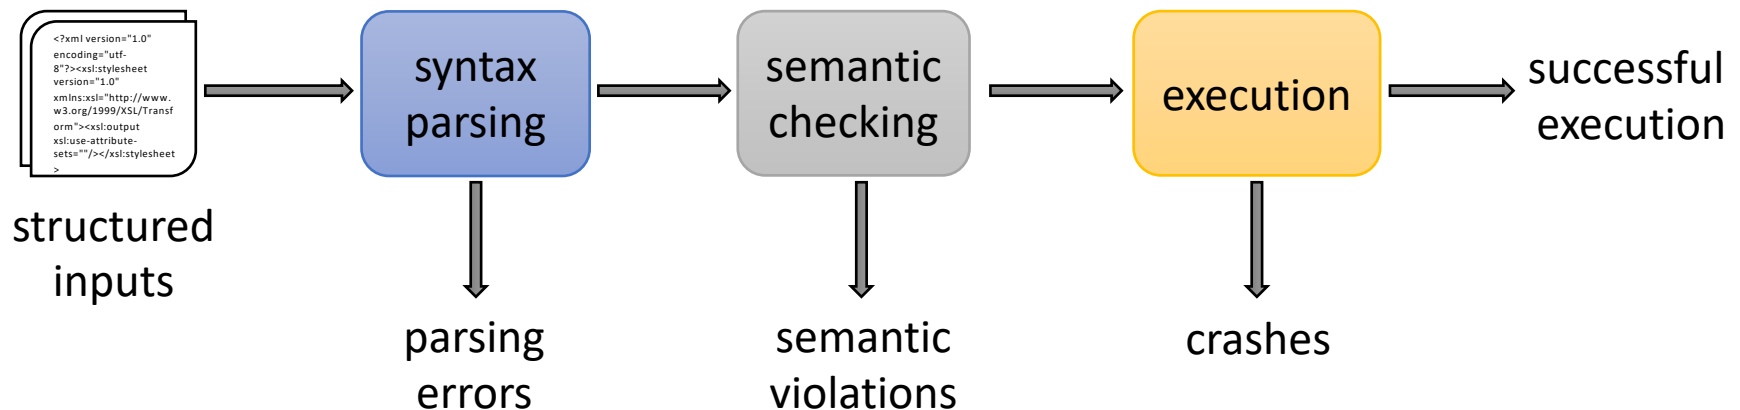 <?xml version="1.0"
encoding="utf-
8"?><xsl:stylesheet
version="1.0"
xmlns:xsl="http://www.
w3.org/1999/XSL/Transf
orm"><xsl:output
xsl:use-attribute-
sets=""/></xsl:stylesheet
>
structured
inputs
syntax
parsing
semantic
checking
execution
successful
execution
parsing
errors
semantic
violations
crashes